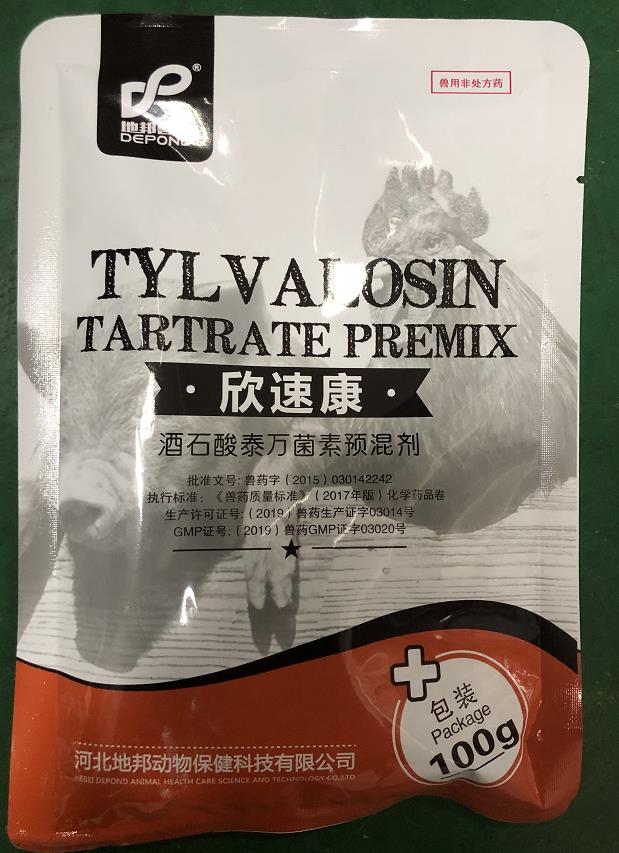 地邦
DEPOND
兽用非处方药
TYLVALOSIN
TARTRATE PREMIX
· 欣速康 ·
酒石酸泰万菌素预混剂
批准文号: 兽药字（2015）030142242
执行标准: 《兽药质量标准》（2017年版）化学药品卷
生产许可证号:（2019）兽药生产证字03014号
GMP证号:（2019）兽药GMP证字03020号
包装
Package
100g
河北地邦动物保健科技有限公司
HEBEI DEPOND ANIMAL HEALTH CARE SCIENCE AND TECHNOLOGY CO.,LTD